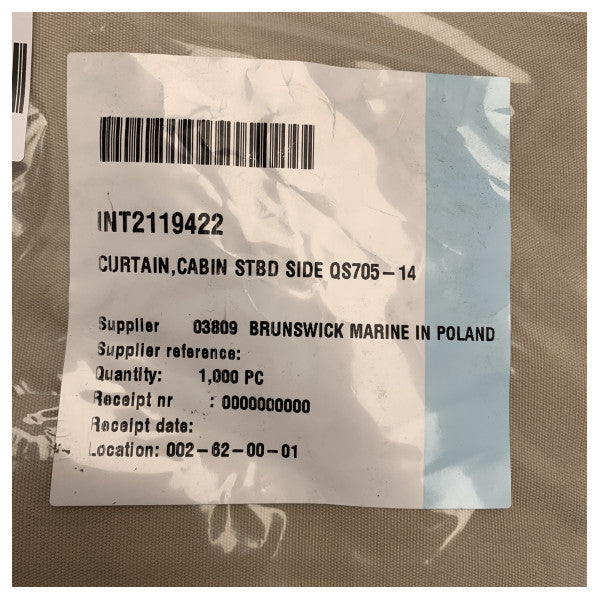 INT2119422
CURTAIN,CABIN STBD SIDE QS705-14
Supplier 03809 BRUNSWICK MARINE IN POLAND
Supplier reference:
Quantity: 1,000 PC
Receipt nr : 0000000000
Receipt date:
Location: 002-62-00-01